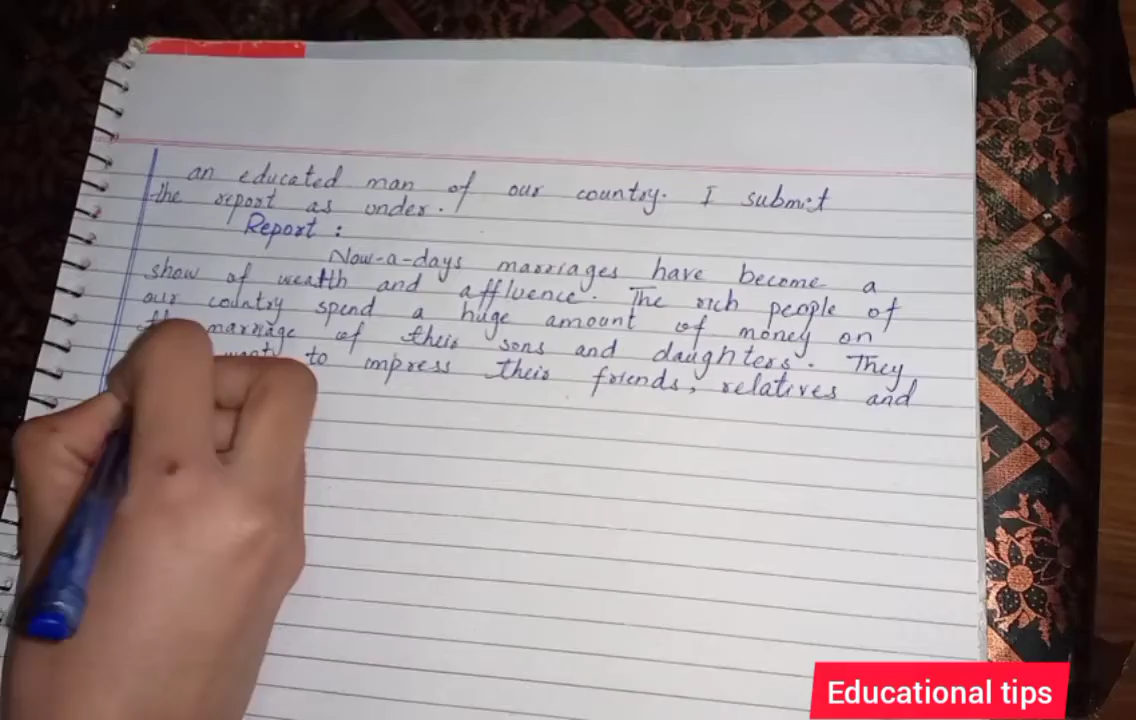 an educated man of our country. I submit
the report as under.
Report :
Now-a-days marriages have become a
show of wealth and affluence. The rich people of
our country spend a huge amount of money on
marriage of their sons and daughters. They
want to impress their friends, relatives and
Educational tips